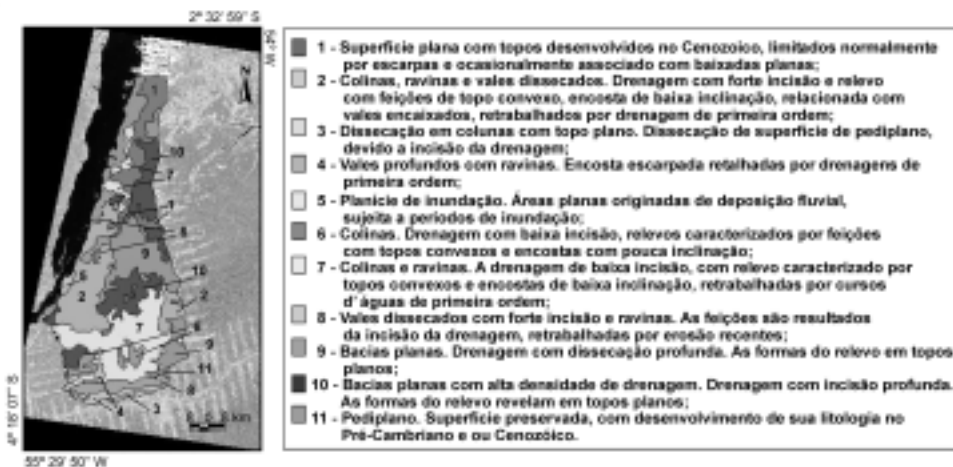 2º 32' 59" S
54º W
N
1 - Superfície plana com topos desenvolvidos no Cenozoico, limitados normalmente
por escarpas e ocasionalmente associado com baixadas planas;
2 - Colinas, ravinas e vales dissecados. Drenagem com forte incisão e relevo
com feições de topo convexo, encosta de baixa inclinação, relacionada com
vales encaixados, retrabalhados por drenagem de primeira ordem;
3 - Dissecação em colunas com topo plano. Dissecação de superfície de pediplano,
devido a incisão da drenagem;
4 - Vales profundos com ravinas. Encosta escarpada retalhadas por drenagens de
primeira ordem;
5 - Planície de inundação. Áreas planas originadas de deposição fluvial,
sujeita a períodos de inundação;
6 - Colinas. Drenagem com baixa incisão, relevos caracterizados por feições
com topos convexos e encostas com pouca inclinação;
7 - Colinas e ravinas. A drenagem de baixa incisão, com relevo caracterizado por
topos convexos e encostas de baixa inclinação, retrabalhadas por cursos
d' águas de primeira ordem;
8 - Vales dissecados com forte incisão e ravinas. As feições são resultados
da incisão da drenagem, retrabalhadas por erosão recentes;
9 - Bacias planas. Drenagem com dissecação profunda. As formas do relevo em topos
planos;
10 - Bacias planas com alta densidade de drenagem. Drenagem com incisão profunda.
As formas do relevo revelam em topos planos;
11 - Pediplano. Superfície preservada, com desenvolvimento de sua litologia no
Pré-Cambriano e ou Cenozóico.
1
10
7
9
5
10
2
2
7
6
9
11
8
4
3
km
4º 18' 07" S
55º 29' 50" W